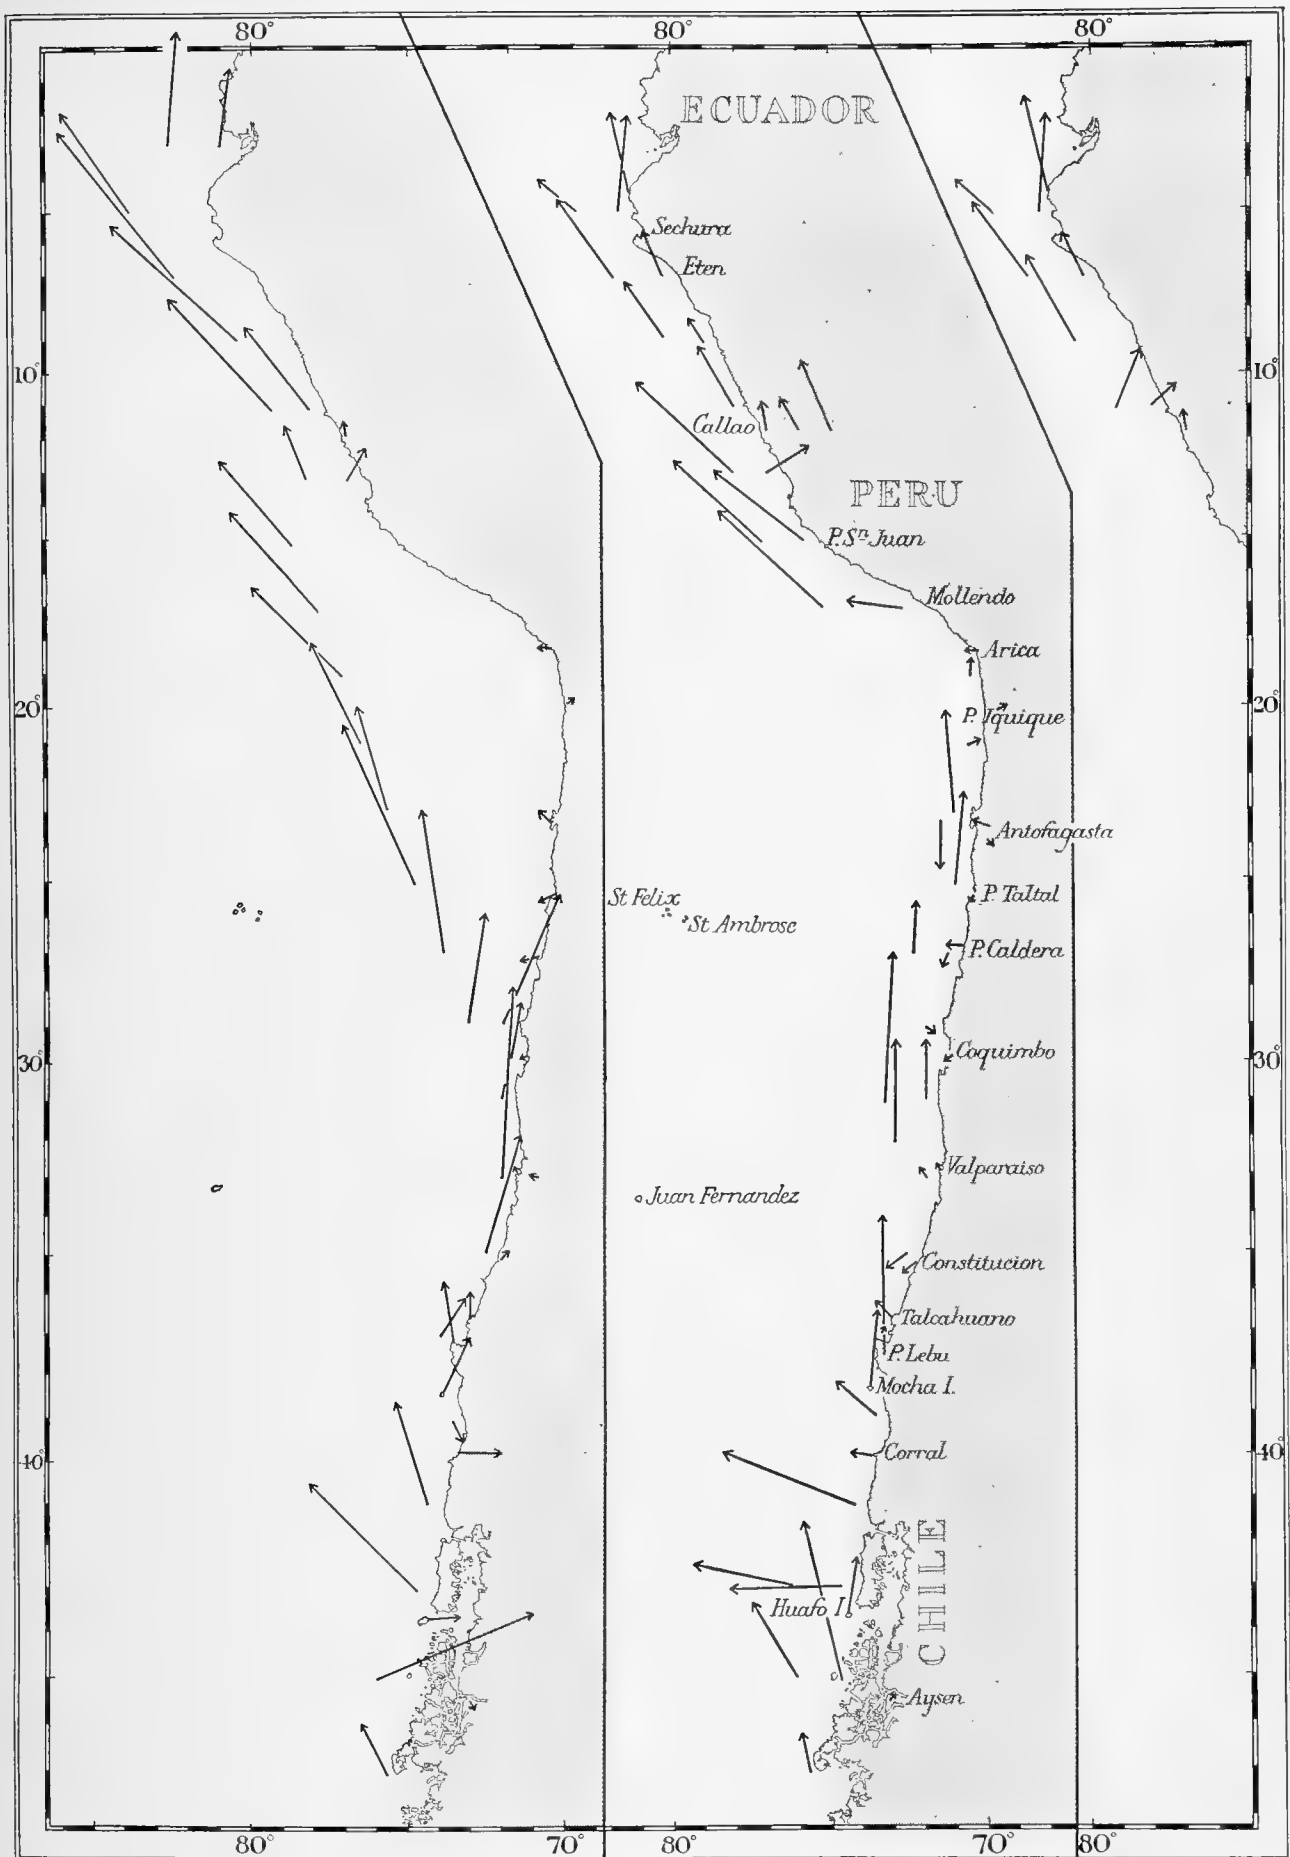 80° 80° 80°
ECUADOR
Sechura
Eten
10° 10°
Callao
PERU
P. Sn Juan
Mollendo
Arica
20° P. Iquique 20°
Antofagasta
P. Taltal
St Felix
St Ambrose
P. Caldera
30° Coquimbo 30°
Valparaiso
Juan Fernandez
Constitucion
Talcahuano
P. Lebu
Mocha I.
40° Corral 40°
CHILE
Huafo I
Aysen
80° 70° 80° 70° 80°